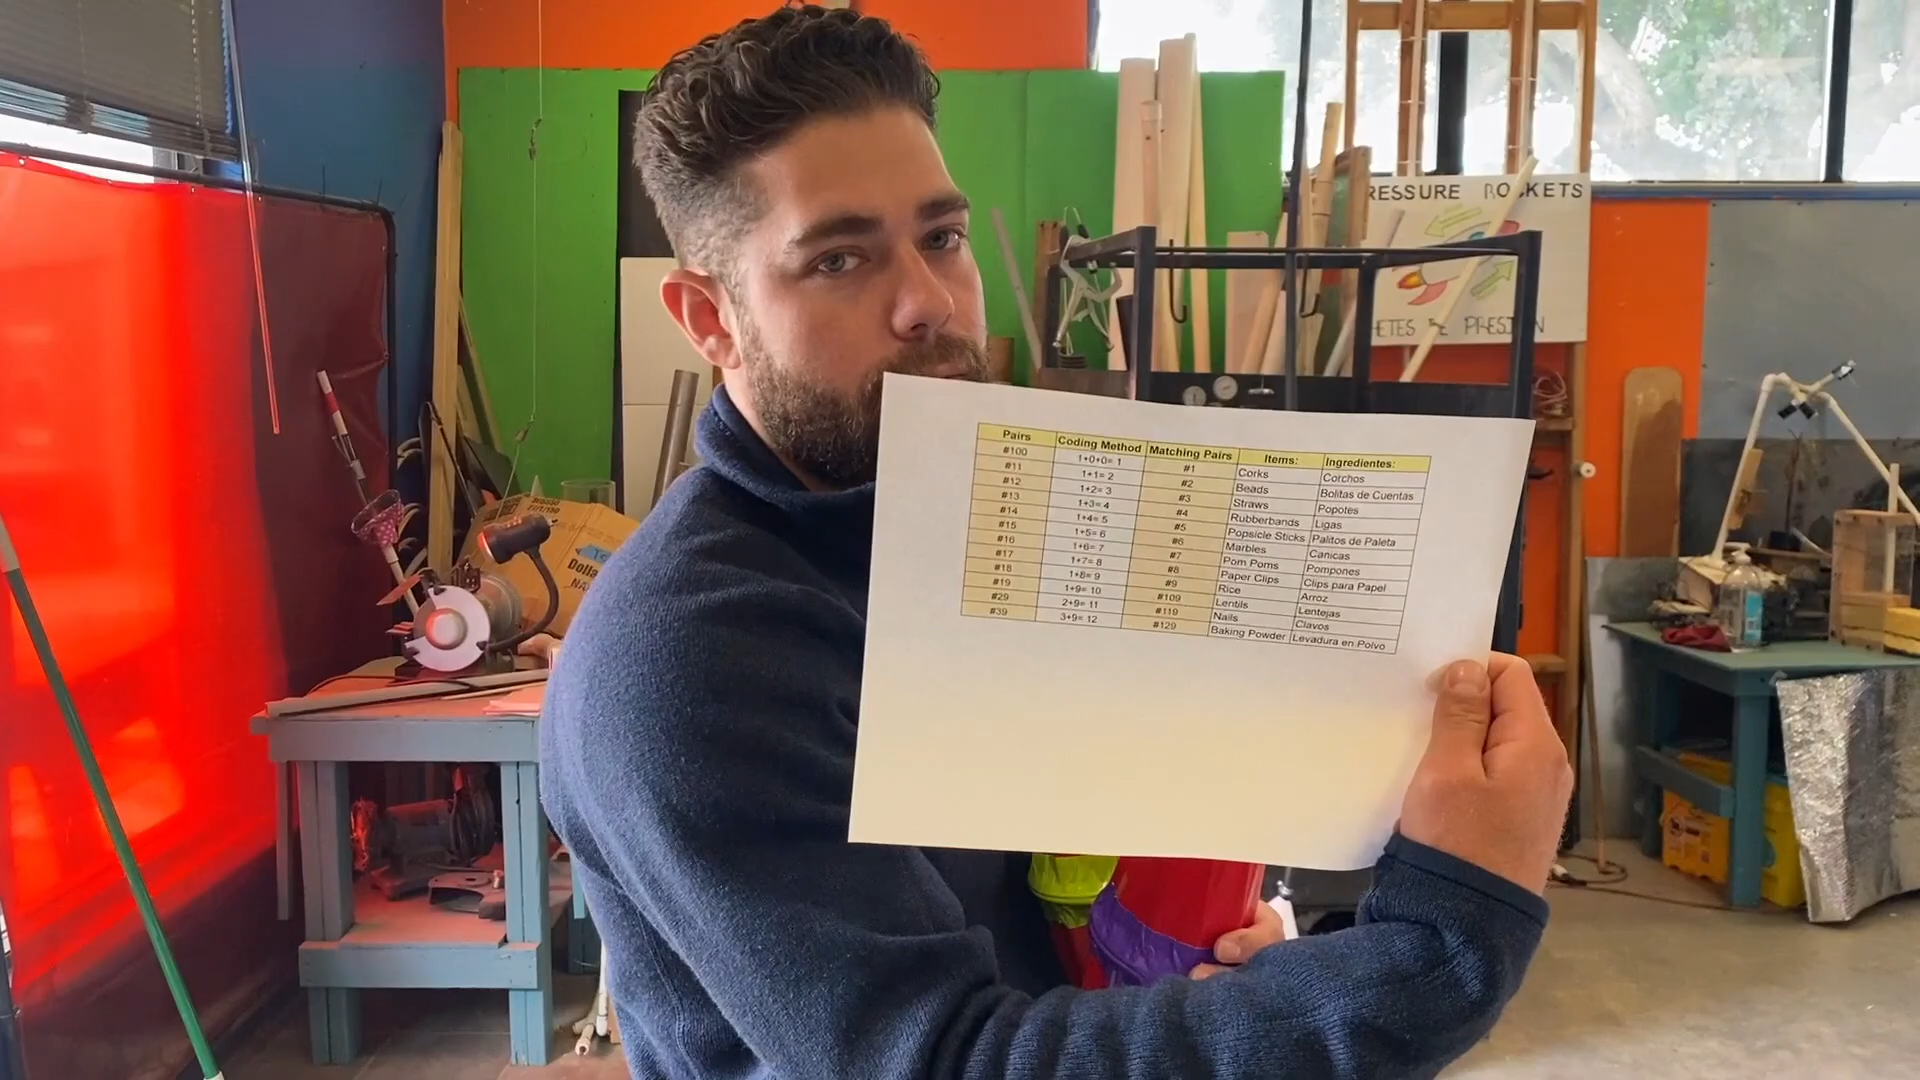 RESSURE ROCKETS
HETES DE PRESION
Pairs Coding Method Matching Pairs Items: Ingredientes:
#100 1+0+0= 1 #1 Corks Corchos
#11 1+1= 2 #2 Beads Bolitas de Cuentas
#12 1+2= 3 #3 Straws Popotes
#13 1+3= 4 #4 Rubberbands Ligas
#14 1+4= 5 #5 Popsicle Sticks Palitos de Paleta
#15 1+5= 6 #6 Marbles Canicas
#16 1+6= 7 #7 Pom Poms Pompones
#17 1+7= 8 #8 Paper Clips Clips para Papel
#18 1+8= 9 #9 Rice Arroz
#19 1+9= 10 #109 Lentils Lentejas
#29 2+9= 11 #119 Nails Clavos
#39 3+9= 12 #129 Baking Powder Levadura en Polvo
Dolla